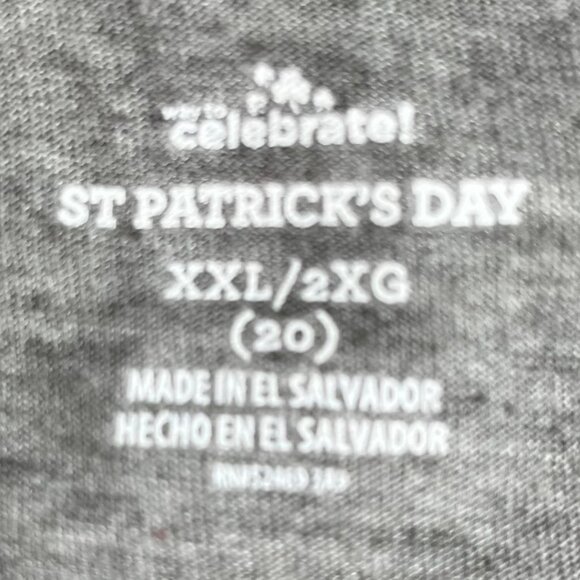 way to
celebrate!
ST PATRICK'S DAY
XXL/2XG
(20)
MADE IN EL SALVADOR
HECHO EN EL SALVADOR